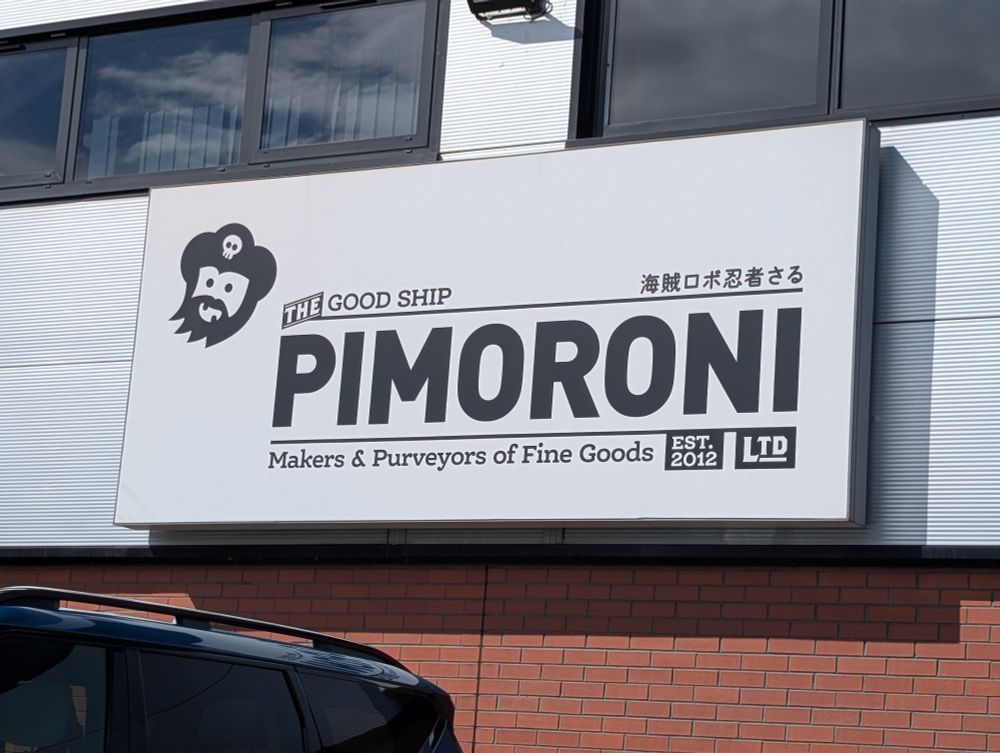 THE GOOD SHIP
海賊ロボ忍者さる
PIMORONI
Makers & Purveyors of Fine Goods
EST.
2012
LTD